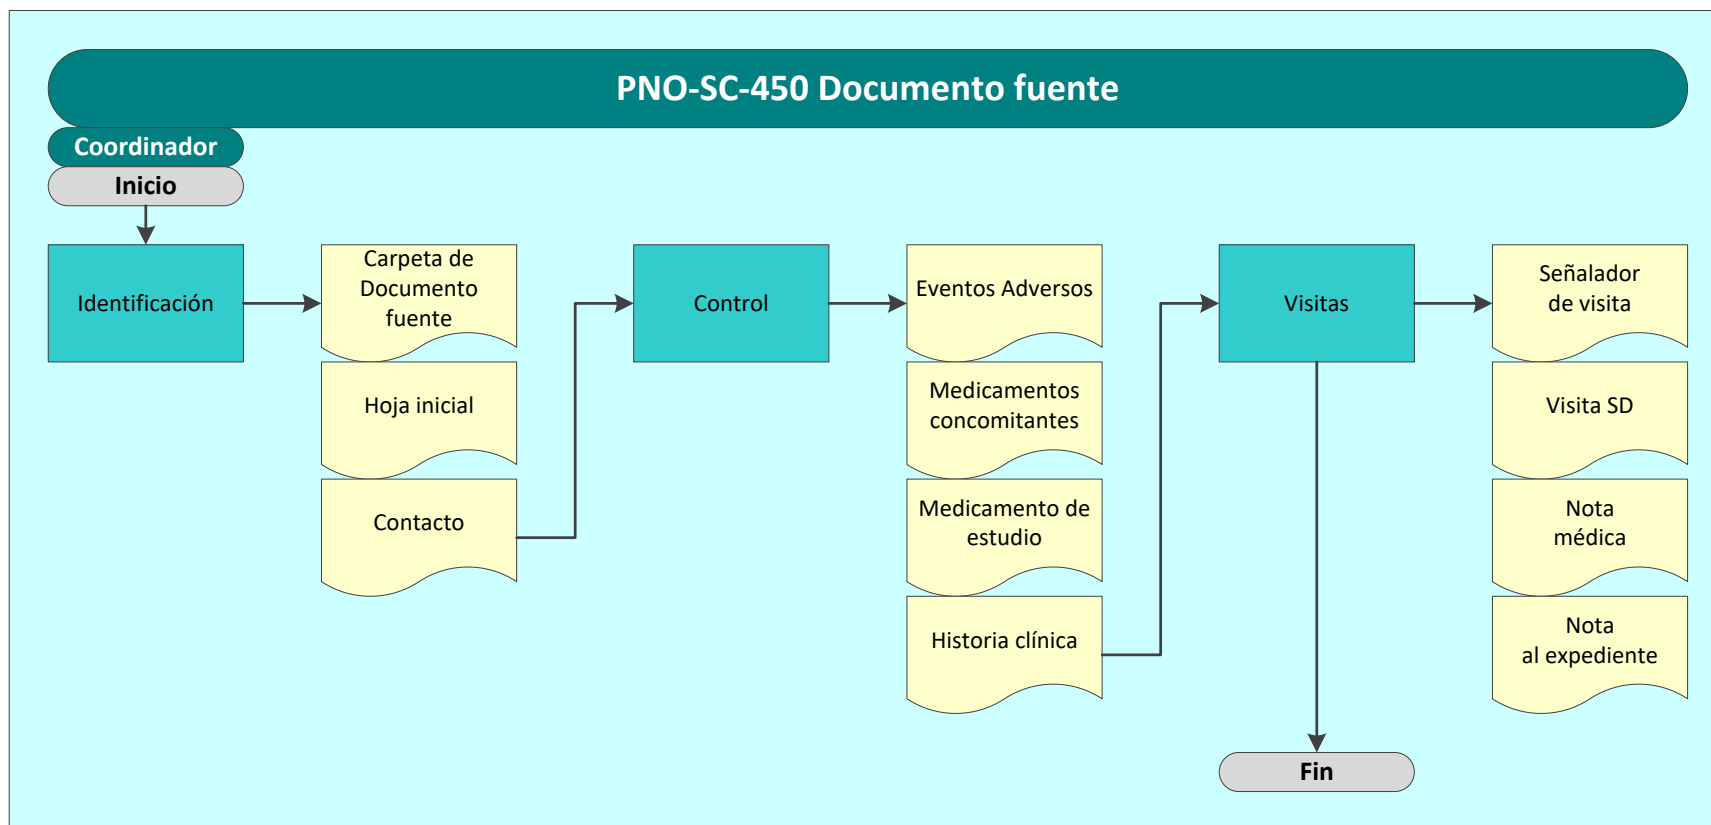 PNO-SC-450 Documento fuente
Coordinador
Inicio
Identificación
Carpeta de
Documento
fuente
Hoja inicial
Contacto
Control
Eventos Adversos
Medicamentos
concomitantes
Medicamento de
estudio
Historia clínica
Visitas
Señalador
de visita
Visita SD
Nota
médica
Nota
al expediente
Fin